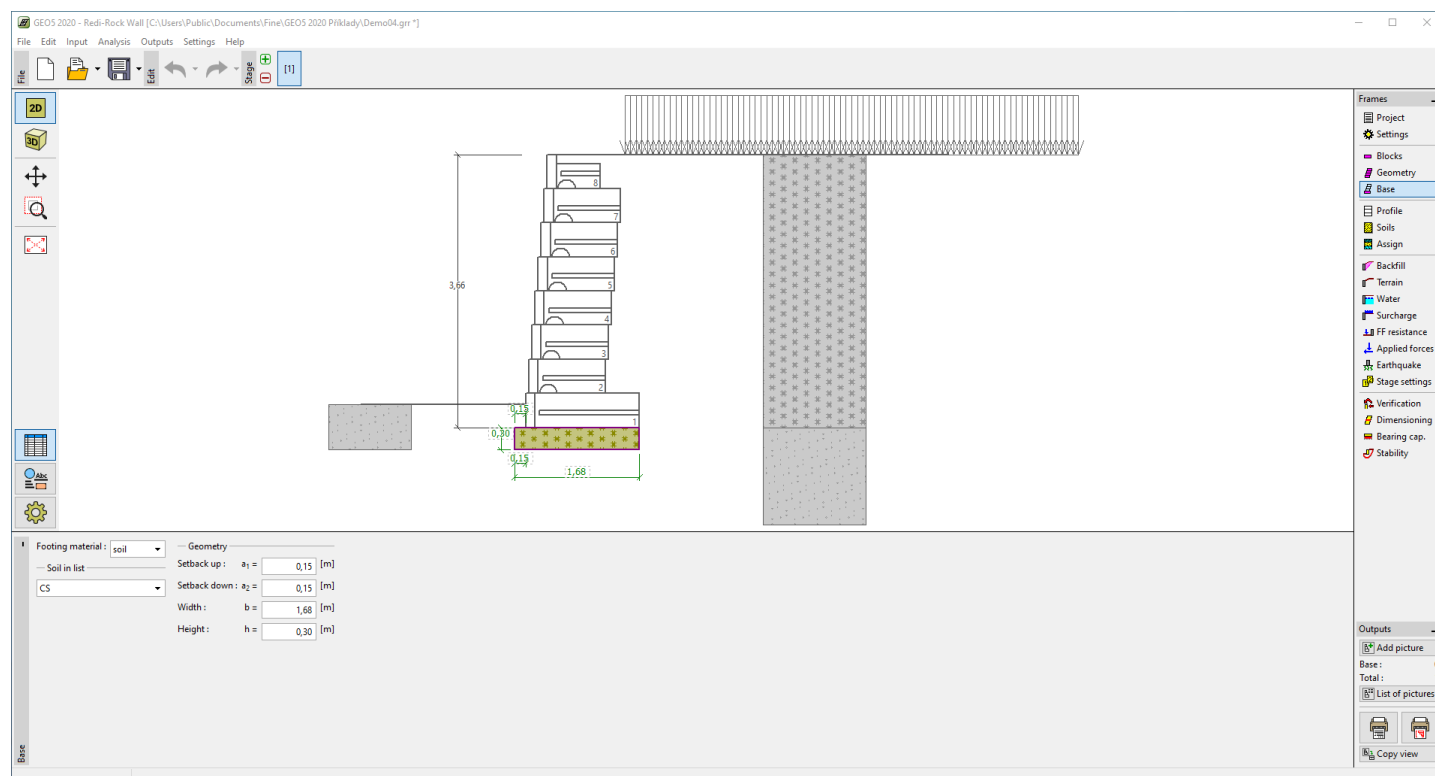 GEO5 2020 - Redi-Rock Wall [C:\Users\Public\Documents\Fine\GEO5 2020 Příklady\Demo04.grr *]
File Edit Input Analysis Outputs Settings Help
File
Edit
Stage
[1]
2D
3D
Abc
3,66
8
7
6
5
4
3
2
1
0,15
0,30
0,15
1,68
Frames
Project
Settings
Blocks
Geometry
Base
Profile
Soils
Assign
Backfill
Terrain
Water
Surcharge
FF resistance
Applied forces
Earthquake
Stage settings
Verification
Dimensioning
Bearing cap.
Stability
Base
Footing material : soil
Soil in list
CS
Geometry
Setback up : a1 = 0,15 [m]
Setback down : a2 = 0,15 [m]
Width : b = 1,68 [m]
Height : h = 0,30 [m]
Outputs
Add picture
Base :
Total :
List of pictures
Copy view